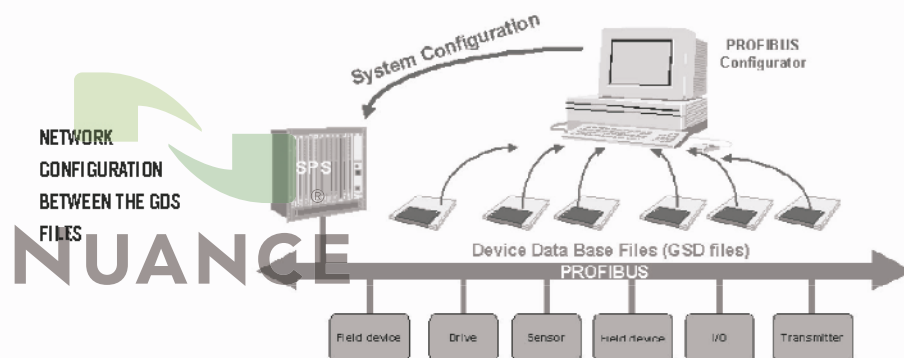 System Configuration
PROFIBUS
Configurator
NETWORK
CONFIGURATION
BETWEEN THE GDS
FILES
SPS
®
NUANCE
Device Data Base Files (GSD files)
PROFIBUS
Field device
Drive
Sensor
Field device
I/O
Transmitter